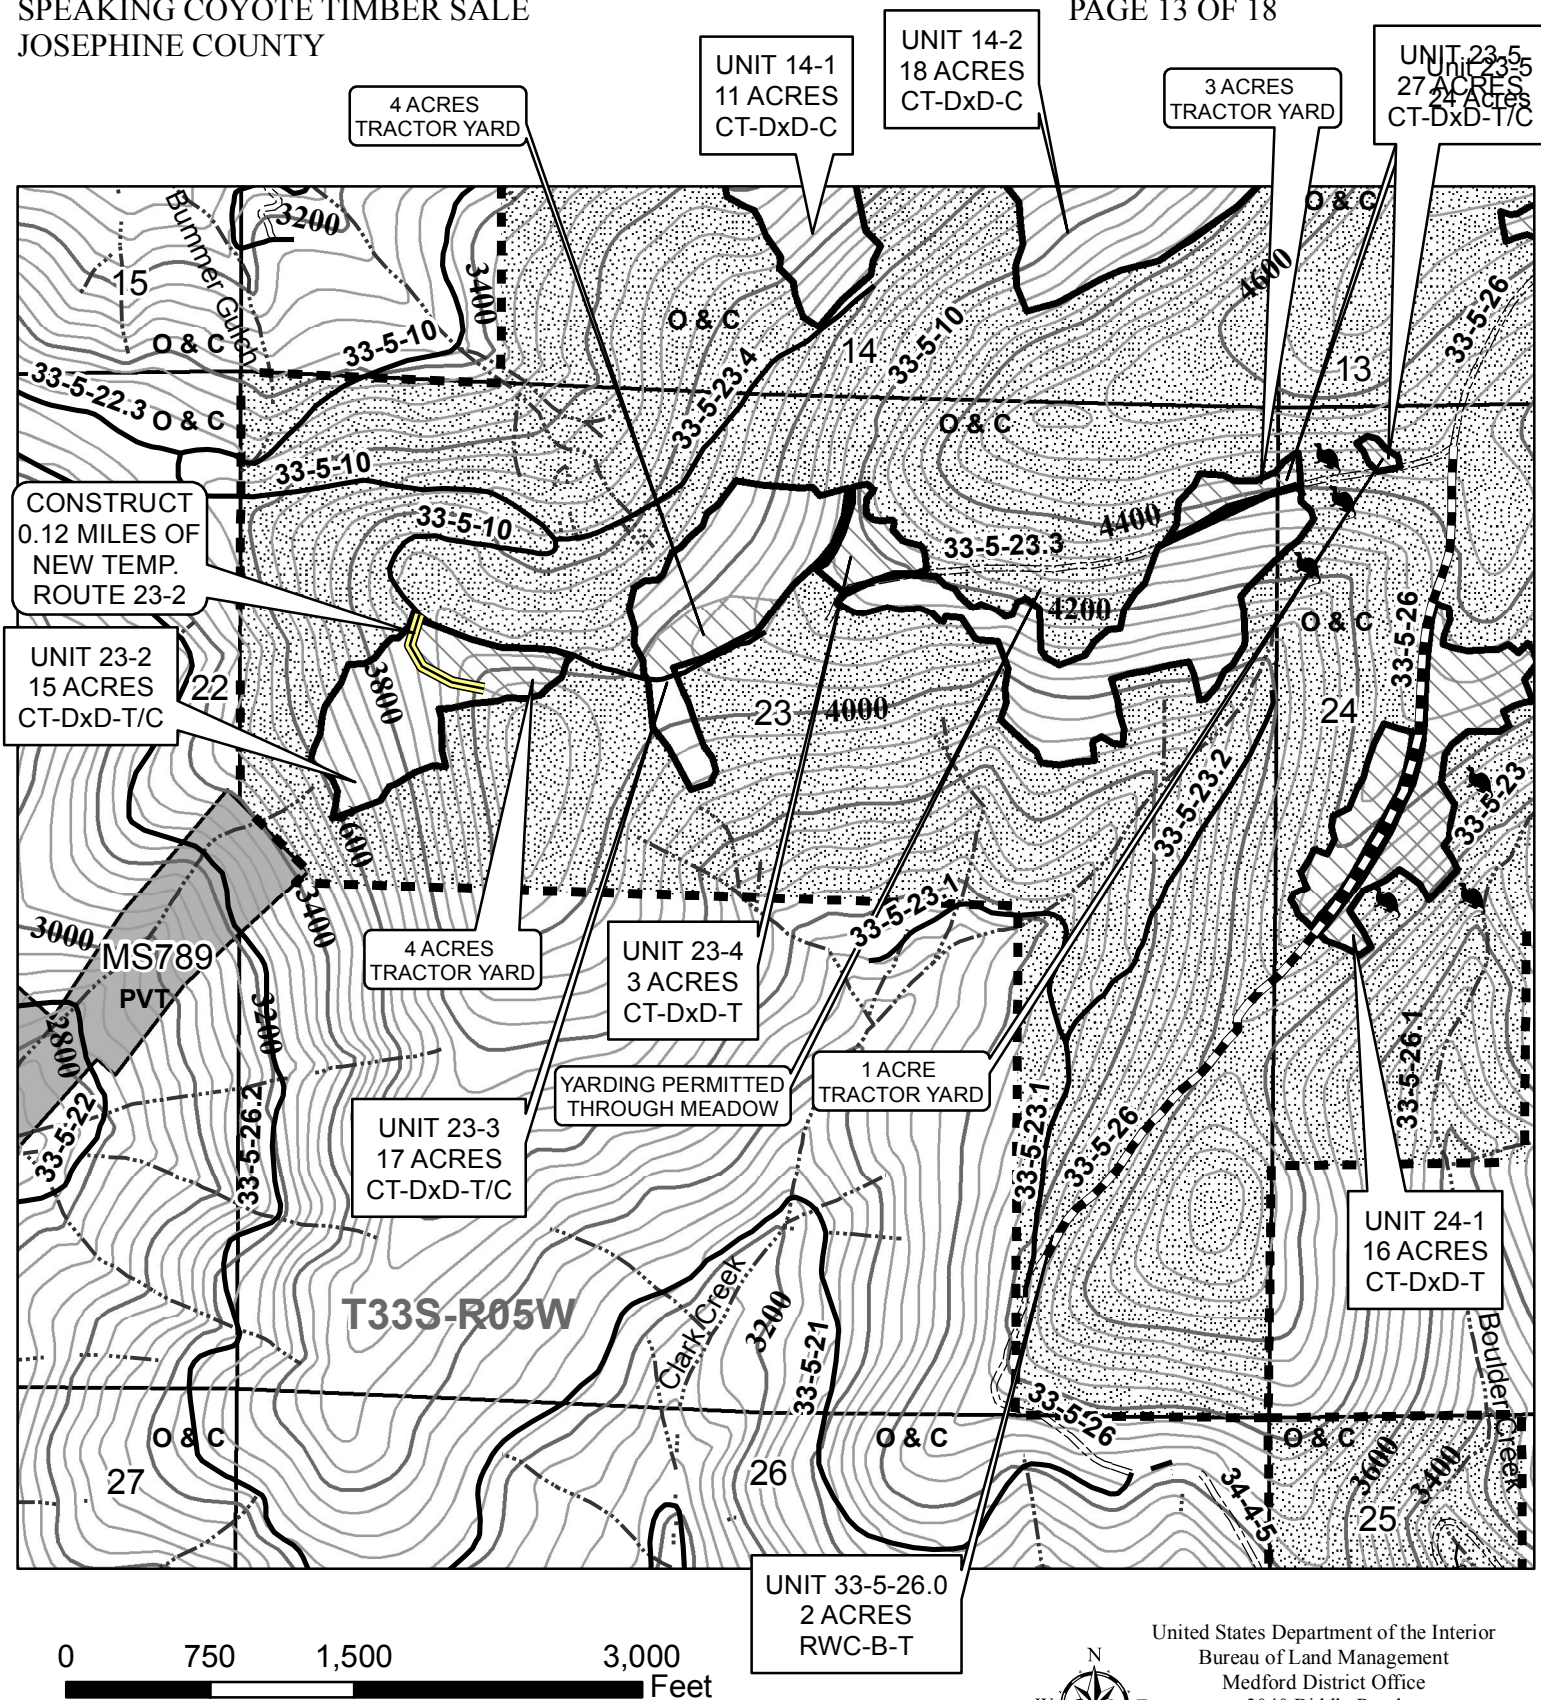 SPEAKING COYOTE TIMBER SALE
PAGE 13 OF 18
JOSEPHINE COUNTY
4 ACRES
TRACTOR YARD
UNIT 14-1
11 ACRES
CT-DxD-C
UNIT 14-2
18 ACRES
CT-DxD-C
3 ACRES
TRACTOR YARD
UNIT 23-5
Unit 23-5
27 ACRES
24 Acres
CT-DxD-T/C
Bummer Gulch
3200
3400
15
O & C
33-5-10
O & C
4600
O & C
33-5-26
33-5-22.3
O & C
33-5-23.4
14
33-5-10
13
O & C
33-5-10
33-5-10
CONSTRUCT
0.12 MILES OF
NEW TEMP.
ROUTE 23-2
33-5-23.3
4400
4200
O & C
33-5-26
UNIT 23-2
15 ACRES
CT-DxD-T/C
22
3800
23
4000
24
33-5-23.2
33-5-23
600
3400
3000
MS789
PVT
3200
2800
33-5-22
33-5-26.2
4 ACRES
TRACTOR YARD
UNIT 23-4
3 ACRES
CT-DxD-T
33-5-23-1
YARDING PERMITTED
THROUGH MEADOW
1 ACRE
TRACTOR YARD
33-5-26.1
UNIT 23-3
17 ACRES
CT-DxD-T/C
33-5-23.1
33-5-26
UNIT 24-1
16 ACRES
CT-DxD-T
T33S-R05W
Clark Creek
3200
33-5-21
Boulder Creek
33-5-26
O & C
27
O & C
26
O & C
3600
3400
34-4-5
25
UNIT 33-5-26.0
2 ACRES
RWC-B-T
0 750 1,500 3,000
Feet
N
United States Department of the Interior
Bureau of Land Management
Medford District Office